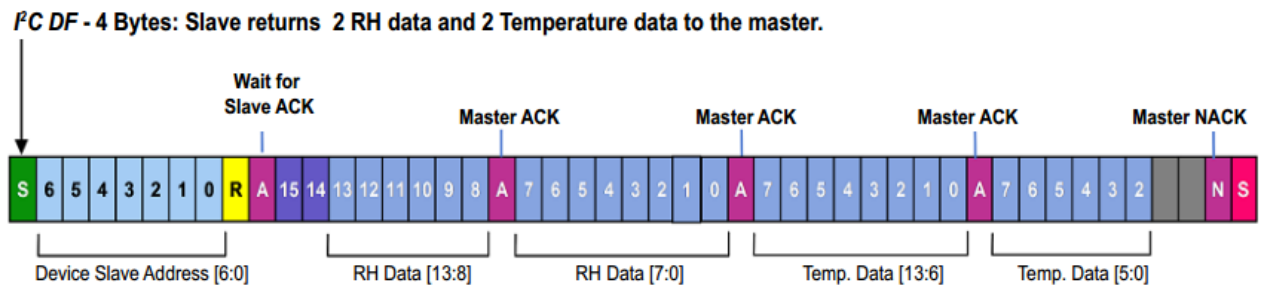 I²C DF - 4 Bytes: Slave returns 2 RH data and 2 Temperature data to the master.
Wait for
Slave ACK
Master ACK
Master ACK
Master ACK
Master NACK
S 6 5 4 3 2 1 0 R A 15 14 13 12 11 10 9 8 A 7 6 5 4 3 2 1 0 A 7 6 5 4 3 2 1 0 A 7 6 5 4 3 2 N S
Device Slave Address [6:0]
RH Data [13:8]
RH Data [7:0]
Temp. Data [13:6]
Temp. Data [5:0]